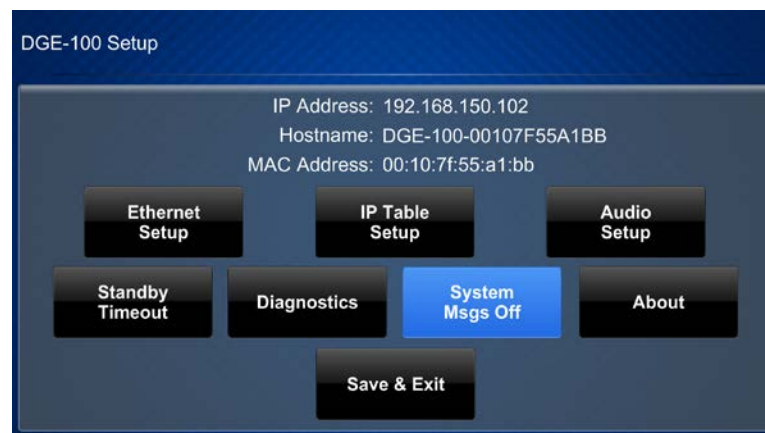 DGE-100 Setup
IP Address: 192.168.150.102
Hostname: DGE-100-00107F55A1BB
MAC Address: 00:10:7f:55:a1:bb
Ethernet
Setup
IP Table
Setup
Audio
Setup
Standby
Timeout
Diagnostics
System
Msgs Off
About
Save & Exit